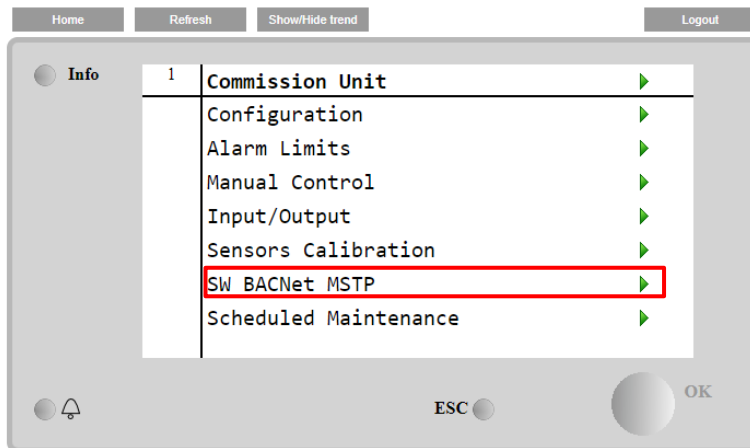 Home Refresh Show/Hide trend Logout
Info
1 Commission Unit
Configuration
Alarm Limits
Manual Control
Input/Output
Sensors Calibration
SW BACNet MSTP
Scheduled Maintenance
ESC OK